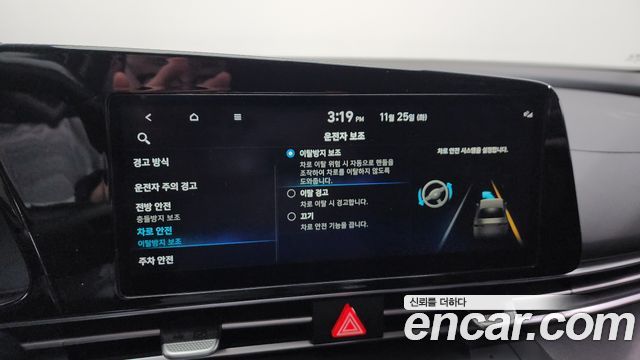 3:19 PM 11월 25일 (화)
운전자 보조
경고 방식
운전자 주의 경고
전방 안전
충돌방지 보조
차로 안전
이탈방지 보조
주차 안전
이탈방지 보조
차로 이탈 위험 시 자동으로 핸들을
조작하여 차로를 이탈하지 않도록
도와줍니다.
이탈 경고
차로 이탈 시 경고합니다.
끄기
차로 안전 기능을 끕니다.
차로 안전 시스템을 설정합니다.
신뢰를 더하다
encar.com